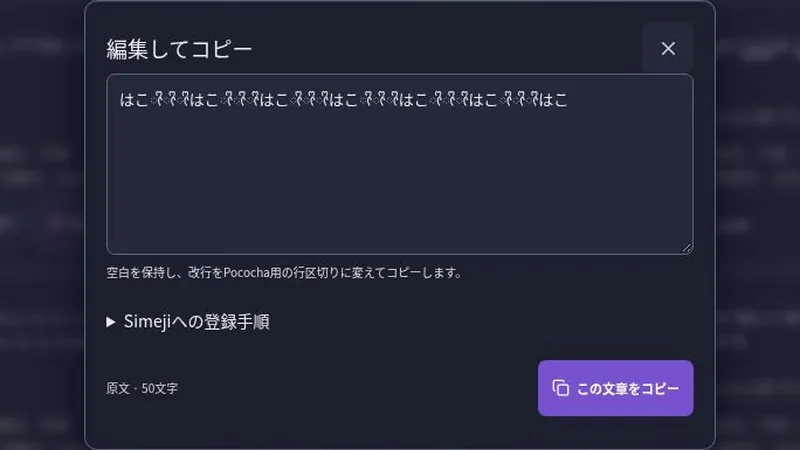 編集してコピー
はこ ि ि िはこ ि ि िはこ ि ि िはこ ि ि िはこ ि ि िはこ ि ि िはこ
空白を保持し、改行をPococha用の行区切りに変えてコピーします。
Simejiへの登録手順
原文・50文字
この文章をコピー